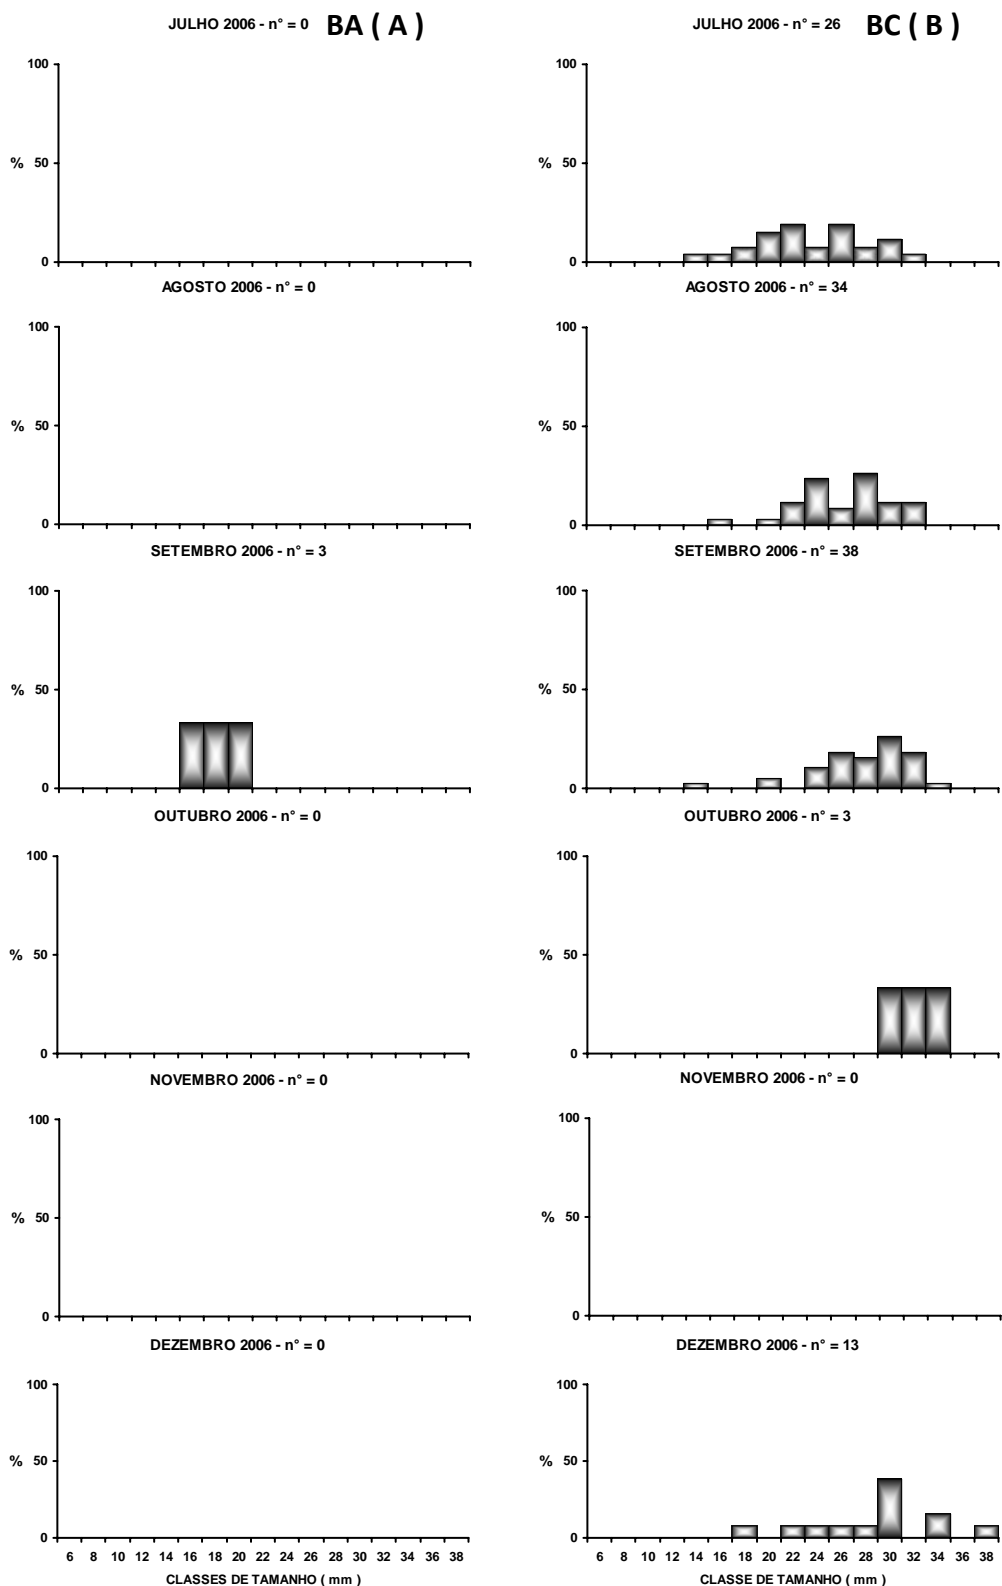 JULHO 2006 - n° = 0 BA ( A )
100
% 50
0
AGOSTO 2006 - n° = 0
100
% 50
0
SETEMBRO 2006 - n° = 3
100
% 50
0
OUTUBRO 2006 - n° = 0
100
% 50
0
NOVEMBRO 2006 - n° = 0
100
% 50
0
DEZEMBRO 2006 - n° = 0
100
% 50
0
6 8 10 12 14 16 18 20 22 24 26 28 30 32 34 36 38
CLASSES DE TAMANHO ( mm )
JULHO 2006 - n° = 26 BC ( B )
100
% 50
0
AGOSTO 2006 - n° = 34
100
% 50
0
SETEMBRO 2006 - n° = 38
100
% 50
0
OUTUBRO 2006 - n° = 3
100
% 50
0
NOVEMBRO 2006 - n° = 0
100
% 50
0
DEZEMBRO 2006 - n° = 13
100
% 50
0
6 8 10 12 14 16 18 20 22 24 26 28 30 32 34 36 38
CLASSE DE TAMANHO ( mm )